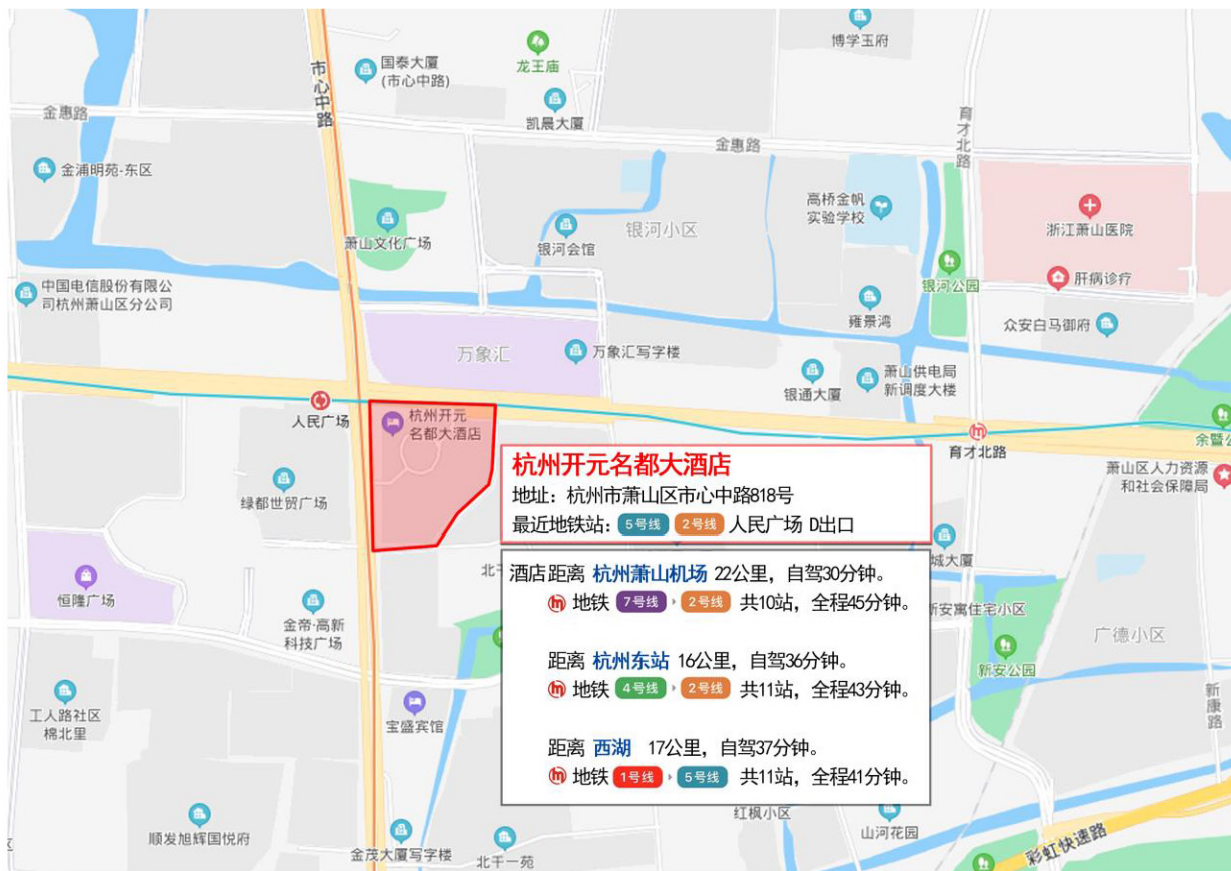 博学玉府
国泰大厦
(市心中路)
龙王庙
市心中路
凯晨大厦
金惠路
育才北路
金惠路
金浦明苑-东区
高桥金帆
实验学校
浙江萧山医院
银河小区
萧山文化广场
银河会馆
肝病诊疗
银河公园
中国电信股份有限公
司杭州萧山区分公司
雍景湾
众安白马御府
万象汇
万象汇写字楼
萧山供电局
新调度大楼
银通大厦
人民广场
杭州开元
名都大酒店
育才北路
余暨公
杭州开元名都大酒店
地址：杭州市萧山区市心中路818号
最近地铁站：5号线 2号线 人民广场 D出口
萧山区人力资源
和社会保障局
绿都世贸广场
城大厦
北干
酒店距离 杭州萧山机场 22公里，自驾30分钟。
地铁 7号线 2号线 共10站，全程45分钟。
恒隆广场
新安寓住宅小区
金帝·高新
科技广场
广德小区
距离 杭州东站 16公里，自驾36分钟。
地铁 4号线 2号线 共11站，全程43分钟。
新安公园
新康路
工人路社区
棉北里
宝盛宾馆
距离 西湖 17公里，自驾37分钟。
地铁 1号线 5号线 共11站，全程41分钟。
红枫小区
山河花园
顺发旭辉国悦府
金茂大厦写字楼
北干一苑
彩虹快速路
区